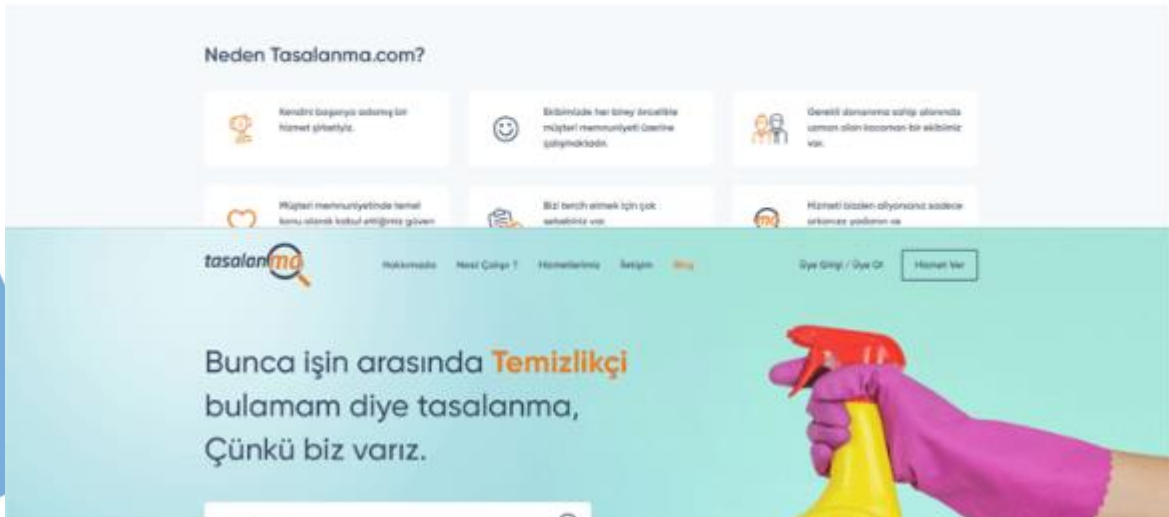 Neden Tasalanma.com?
Kendini başarıya adamış bir
hizmet şirketiyiz.
Ekibimizde her birey öncelikle
müşteri memnuniyeti üzerine
çalışmaktadır.
Gerekli donanıma sahip alanında
uzman olan kocaman bir ekibimiz
var.
Müşteri memnuniyetinde temel
konu olarak kabul ettiğimiz güven
Bizi tercih etmek için çok
sebebiniz var.
Hizmeti bizden alıyorsanız sadece
arkanıza yaslanın ve
tasalanma
Hakkımızda Nasıl Çalışır ? Hizmetlerimiz İletişim Blog
Üye Girişi / Üye Ol Hizmet Ver
Bunca işin arasında Temizlikçi
bulamam diye tasalanma,
Çünkü biz varız.